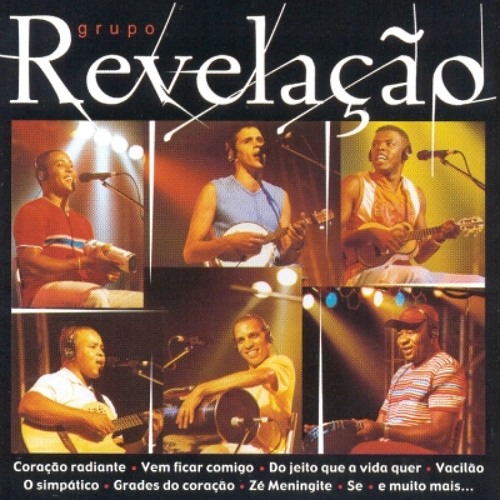 grupo
Revelação
Coração radiante • Vem ficar comigo • Do jeito que a vida quer • Vacilão
O simpático • Grades do coração • Zé Meningite • Se • e muito mais...